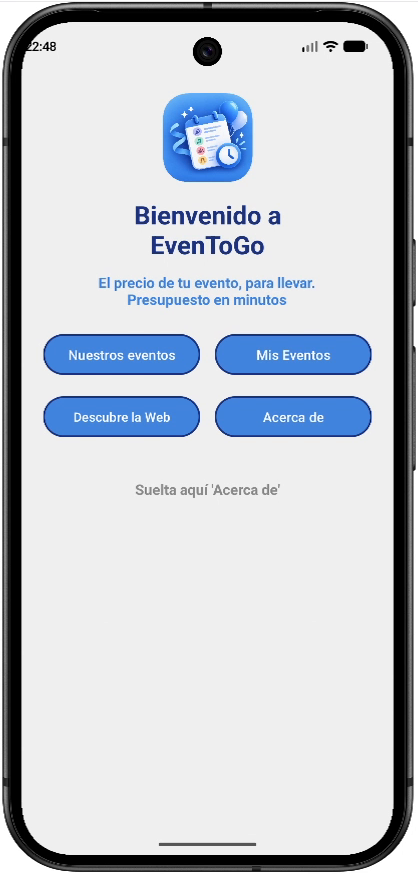 22:48
Bienvenido a
EvenToGo
El precio de tu evento, para llevar.
Presupuesto en minutos
Nuestros eventos
Mis Eventos
Descubre la Web
Acerca de
Suelta aquí 'Acerca de'